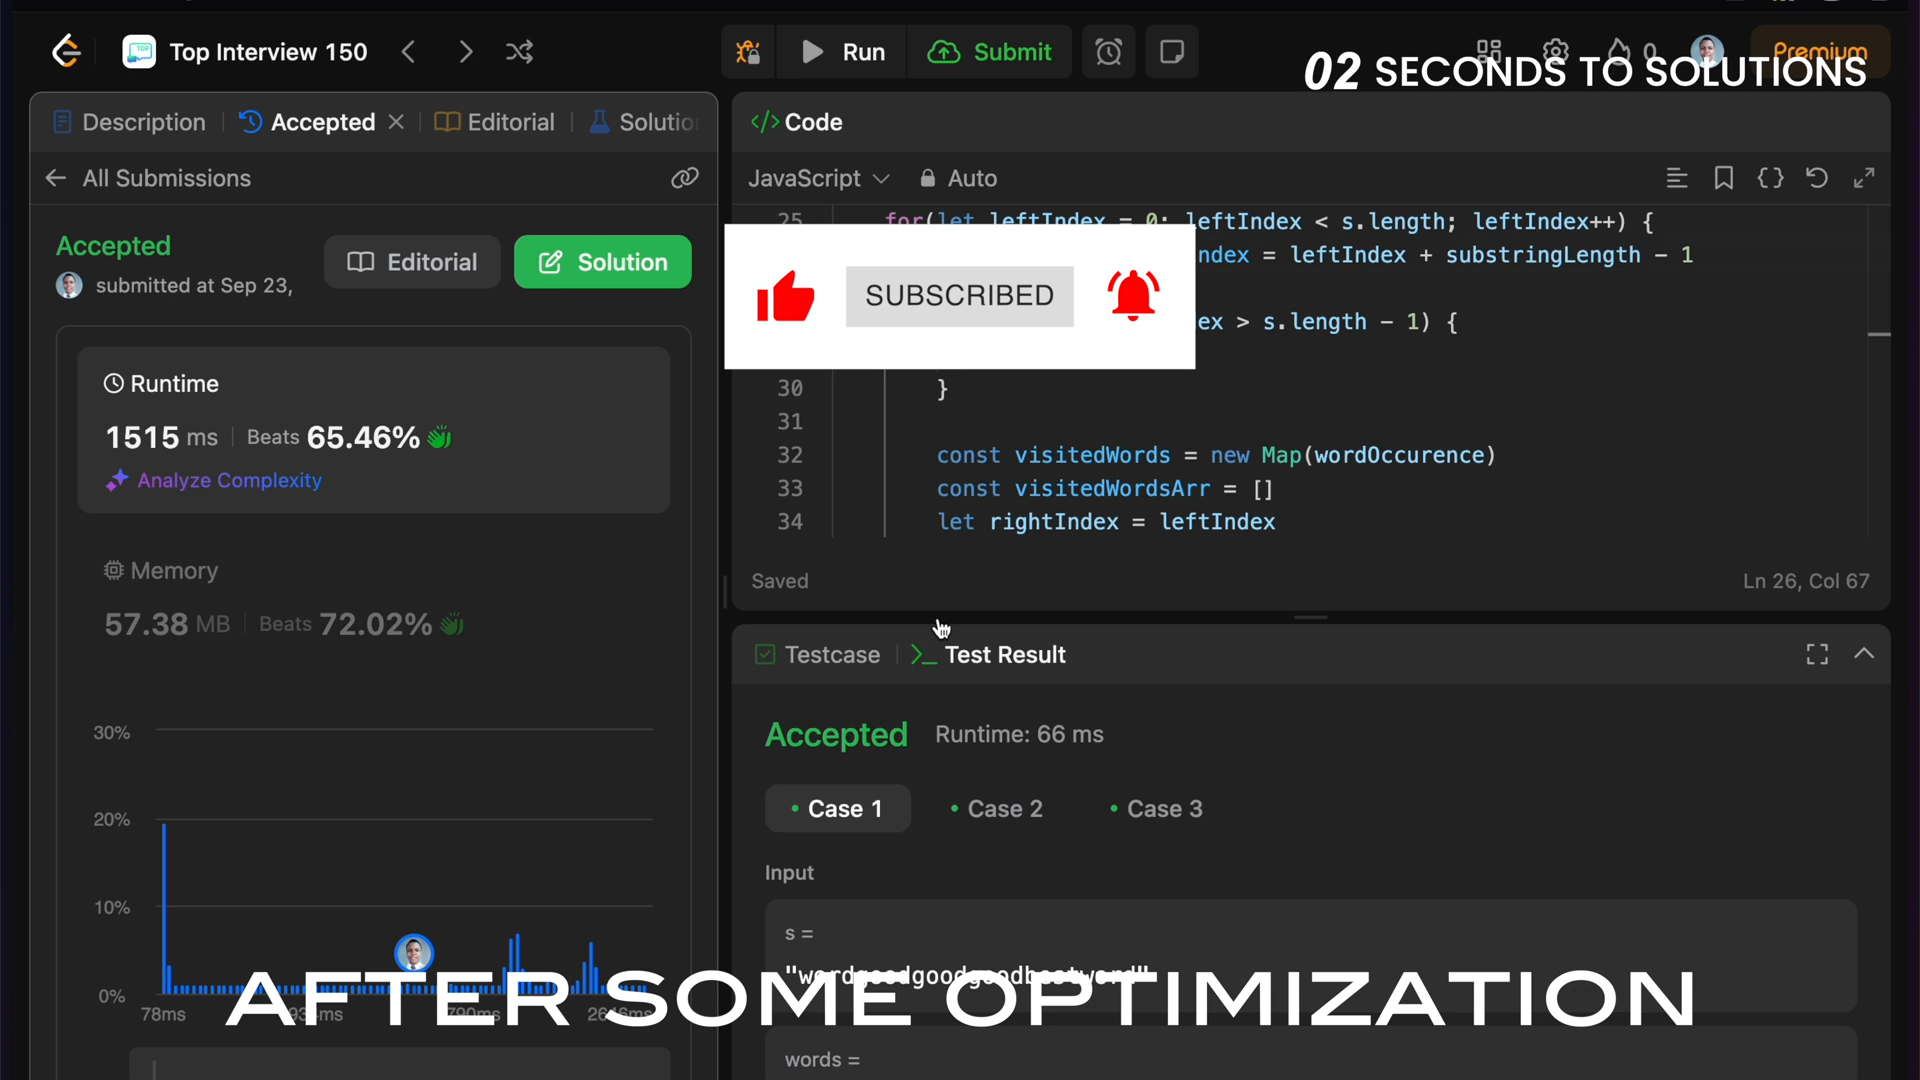 Top Interview 150
Run
Submit
0
Premium
02 SECONDS TO SOLUTIONS
Description
Accepted
Editorial
Solutio
</> Code
All Submissions
JavaScript
Auto
Accepted
submitted at Sep 23,
Editorial
Solution
25 for(let leftIndex = 0; leftIndex < s.length; leftIndex++) {
ndex = leftIndex + substringLength - 1
ex > s.length - 1) {
SUBSCRIBED
30 }
31
32 const visitedWords = new Map(wordOccurence)
33 const visitedWordsArr = []
34 let rightIndex = leftIndex
Saved
Ln 26, Col 67
Runtime
1515 ms
Beats 65.46%
Analyze Complexity
Memory
57.38 MB
Beats 72.02%
30%
20%
10%
0%
78ms
Testcase
Test Result
Accepted
Runtime: 66 ms
Case 1
Case 2
Case 3
Input
s =
"wordgoodgoodgoodbestword"
words =
AFTER SOME OPTIMIZATION